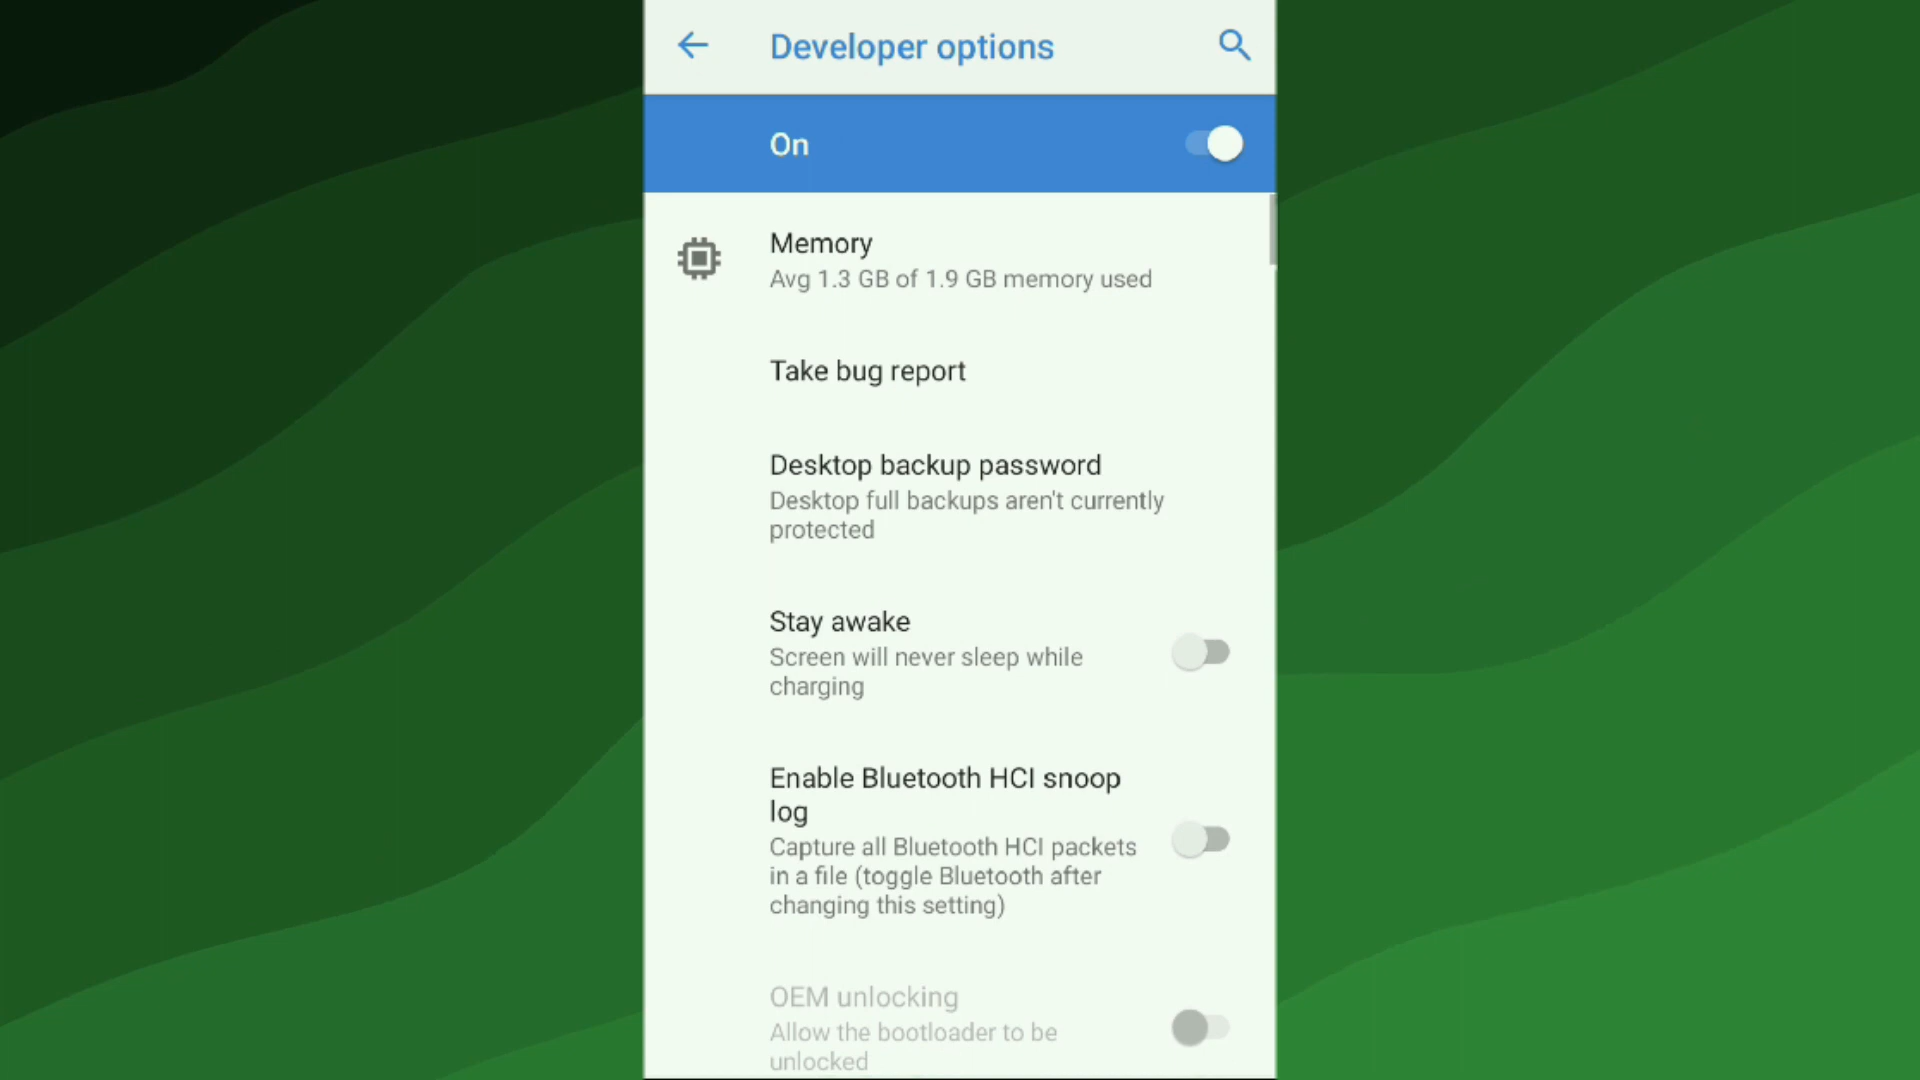 Developer options
On
Memory
Avg 1.3 GB of 1.9 GB memory used
Take bug report
Desktop backup password
Desktop full backups aren't currently
protected
Stay awake
Screen will never sleep while
charging
Enable Bluetooth HCI snoop
log
Capture all Bluetooth HCI packets
in a file (toggle Bluetooth after
changing this setting)
OEM unlocking
Allow the bootloader to be
unlocked